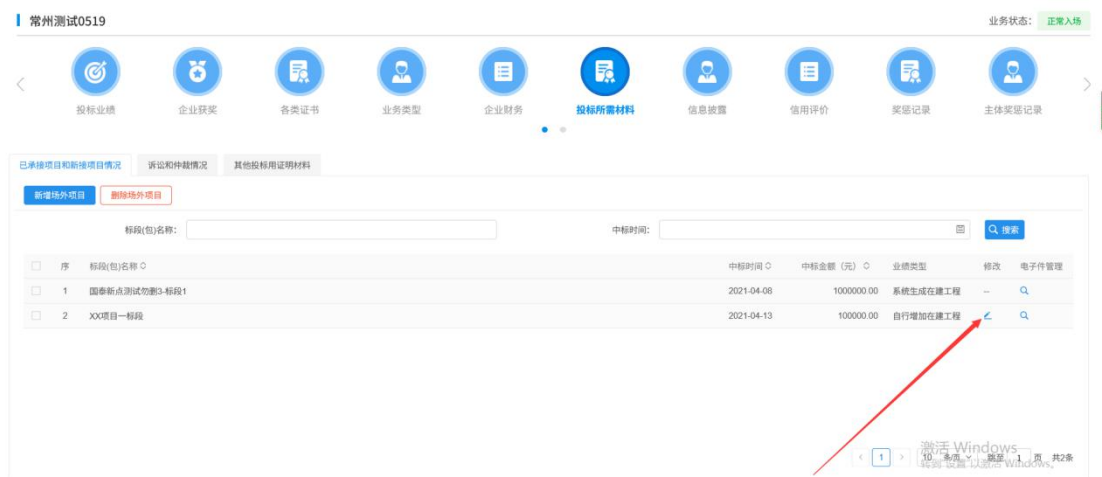 常州测试0519
业务状态： 正常入场
投标业绩 企业获奖 各类证书 业务类型 企业财务 投标所需材料 信息披露 信用评价 奖惩记录 主体奖惩记录
已承接项目和新接项目情况 诉讼和仲裁情况 其他投标用证明材料
新增场外项目 删除场外项目
标段(包)名称： 中标时间： 搜索
序 标段(包)名称 中标时间 中标金额（元） 业绩类型 修改 电子件管理
1 国泰新点测试勿删3-标段1 2021-04-08 1000000.00 系统生成在建工程 --
2 XX项目一标段 2021-04-13 100000.00 自行增加在建工程
激活 Windows
1 10 条/页 跳至 1 页 共2条
转到"设置"以激活 Windows。